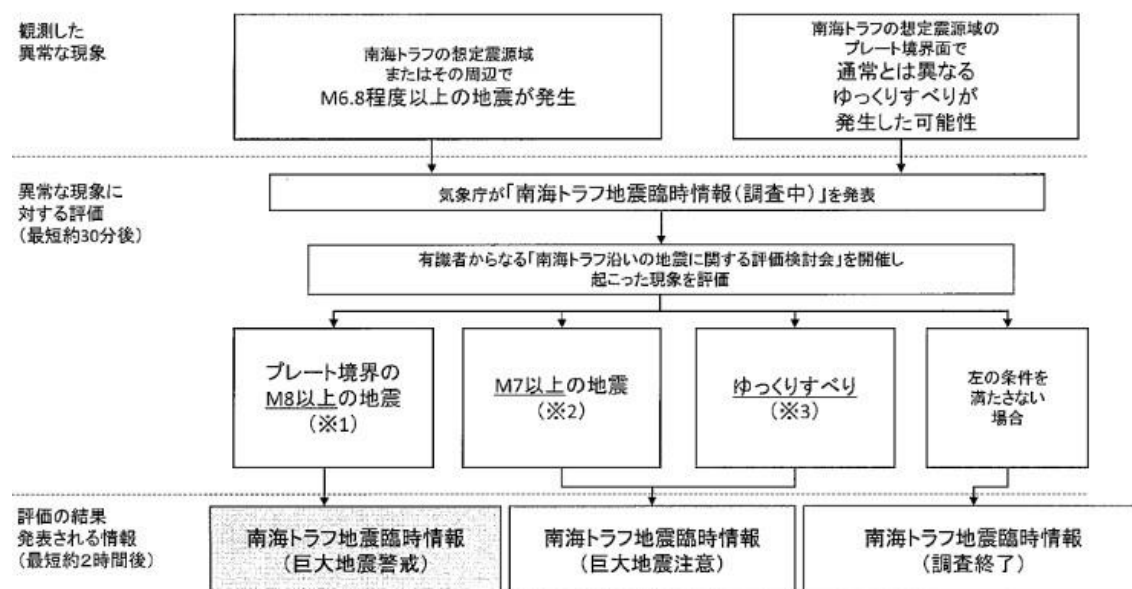 観測した
異常な現象
南海トラフの想定震源域
またはその周辺で
M6.8程度以上の地震が発生
南海トラフの想定震源域の
プレート境界面で
通常とは異なる
ゆっくりすべりが
発生した可能性
異常な現象に
対する評価
(最短約30分後)
気象庁が「南海トラフ地震臨時情報(調査中)」を発表
有識者からなる「南海トラフ沿いの地震に関する評価検討会」を開催し
起こった現象を評価
プレート境界の
M8以上の地震
(※1)
M7以上の地震
(※2)
ゆっくりすべり
(※3)
左の条件を
満たさない
場合
評価の結果
発表される情報
(最短約2時間後)
南海トラフ地震臨時情報
(巨大地震警戒)
南海トラフ地震臨時情報
(巨大地震注意)
南海トラフ地震臨時情報
(調査終了)